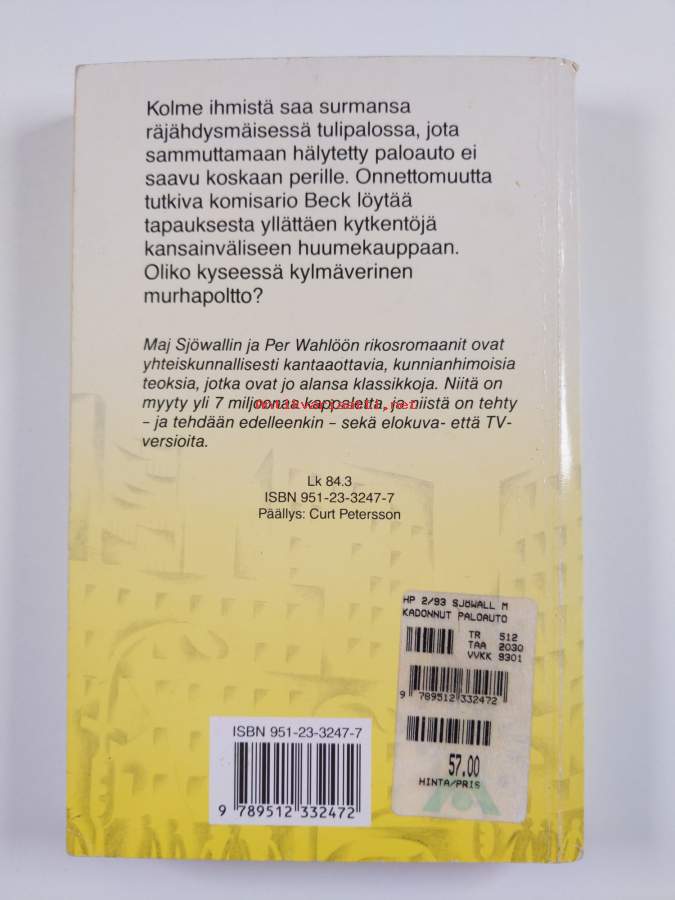 Kolme ihmistä saa surmansa
räjähdysmäisessä tulipalossa, jota
sammuttamaan hälytetty paloauto ei
saavu koskaan perille. Onnettomuutta
tutkiva komisario Beck löytää
tapauksesta yllättäen kytkentöjä
kansainväliseen huumekauppaan.
Oliko kyseessä kylmäverinen
murhapoltto?
Maj Sjöwallin ja Per Wahlöön rikosromaanit ovat
yhteiskunnallisesti kantaaottavia, kunnianhimoisia
teoksia, jotka ovat jo alansa klassikkoja. Niitä on
myyty yli 7 miljoonaa kappaletta, ja niistä on tehty
– ja tehdään edelleenkin – sekä elokuva- että TV-
versioita.
antikvariaatti.net
Lk 84.3
ISBN 951-23-3247-7
Päällys: Curt Petersson
HP 2/93 SJÖWALL M
KADONNUT PALOAUTO
TR 512
TAA 2030
VVKK 9301
9 789512 332472
57.00
HINTA/PRIS
ISBN 951-23-3247-7
9 789512 332472